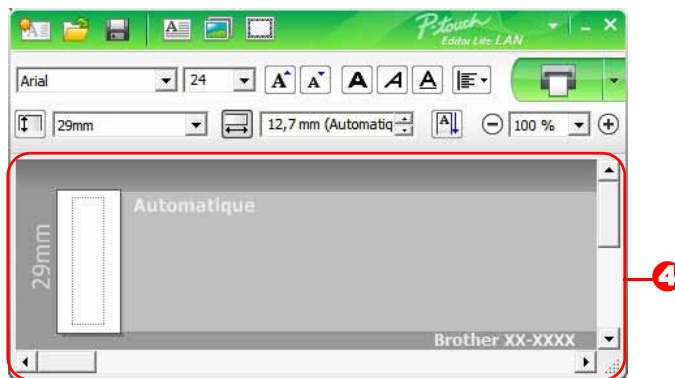 P-touch
Editor Lite LAN
Arial 24 A A A A A
29mm 12,7 mm (Automatiq A 100 %
Automatique
29mm
4
Brother XX-XXXX